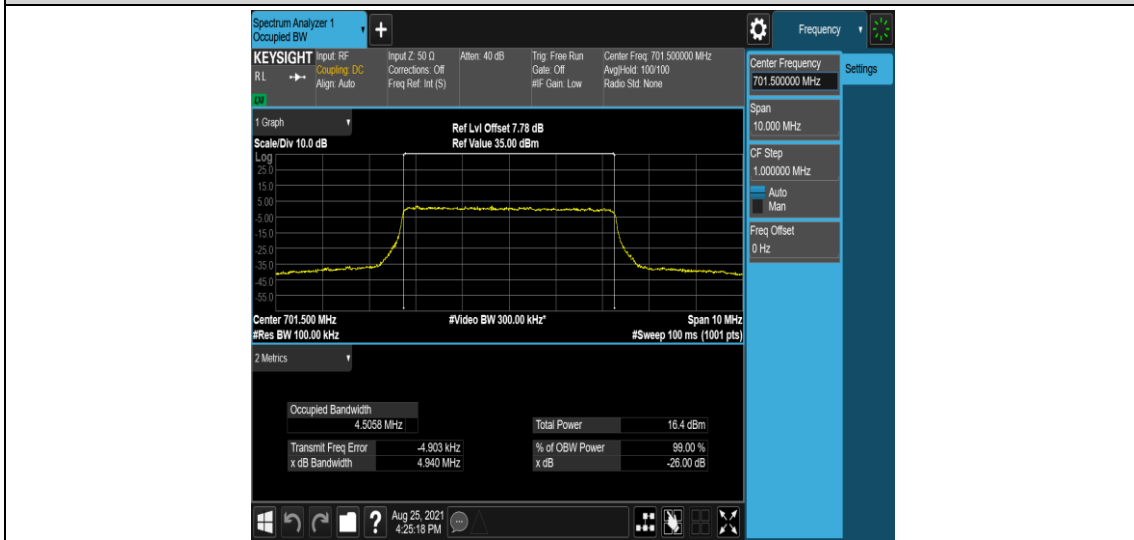 Spectrum Analyzer 1
Occupied BW
Frequency
KEYSIGHT
RL
LXI
Input: RF
Coupling: DC
Align: Auto
Input Z: 50 Ω
Corrections: Off
Freq Ref: Int (S)
Atten: 40 dB
Trig: Free Run
Gate: Off
#IF Gain: Low
Center Freq: 701.500000 MHz
Avg|Hold: 100/100
Radio Std: None
Center Frequency
701.500000 MHz
Settings
Span
10.000 MHz
CF Step
1.000000 MHz
Auto
Man
Freq Offset
0 Hz
1 Graph
Scale/Div 10.0 dB
Ref Lvl Offset 7.78 dB
Ref Value 35.00 dBm
Log
25.0
15.0
5.00
-5.00
-15.0
-25.0
-35.0
-45.0
-55.0
Center 701.500 MHz
#Video BW 300.00 kHz*
Span 10 MHz
#Res BW 100.00 kHz
#Sweep 100 ms (1001 pts)
2 Metrics
Occupied Bandwidth
4.5058 MHz
Total Power 16.4 dBm
Transmit Freq Error -4.903 kHz
% of OBW Power 99.00 %
x dB Bandwidth 4.940 MHz
x dB -26.00 dB
?
Aug 25, 2021
4:25:18 PM